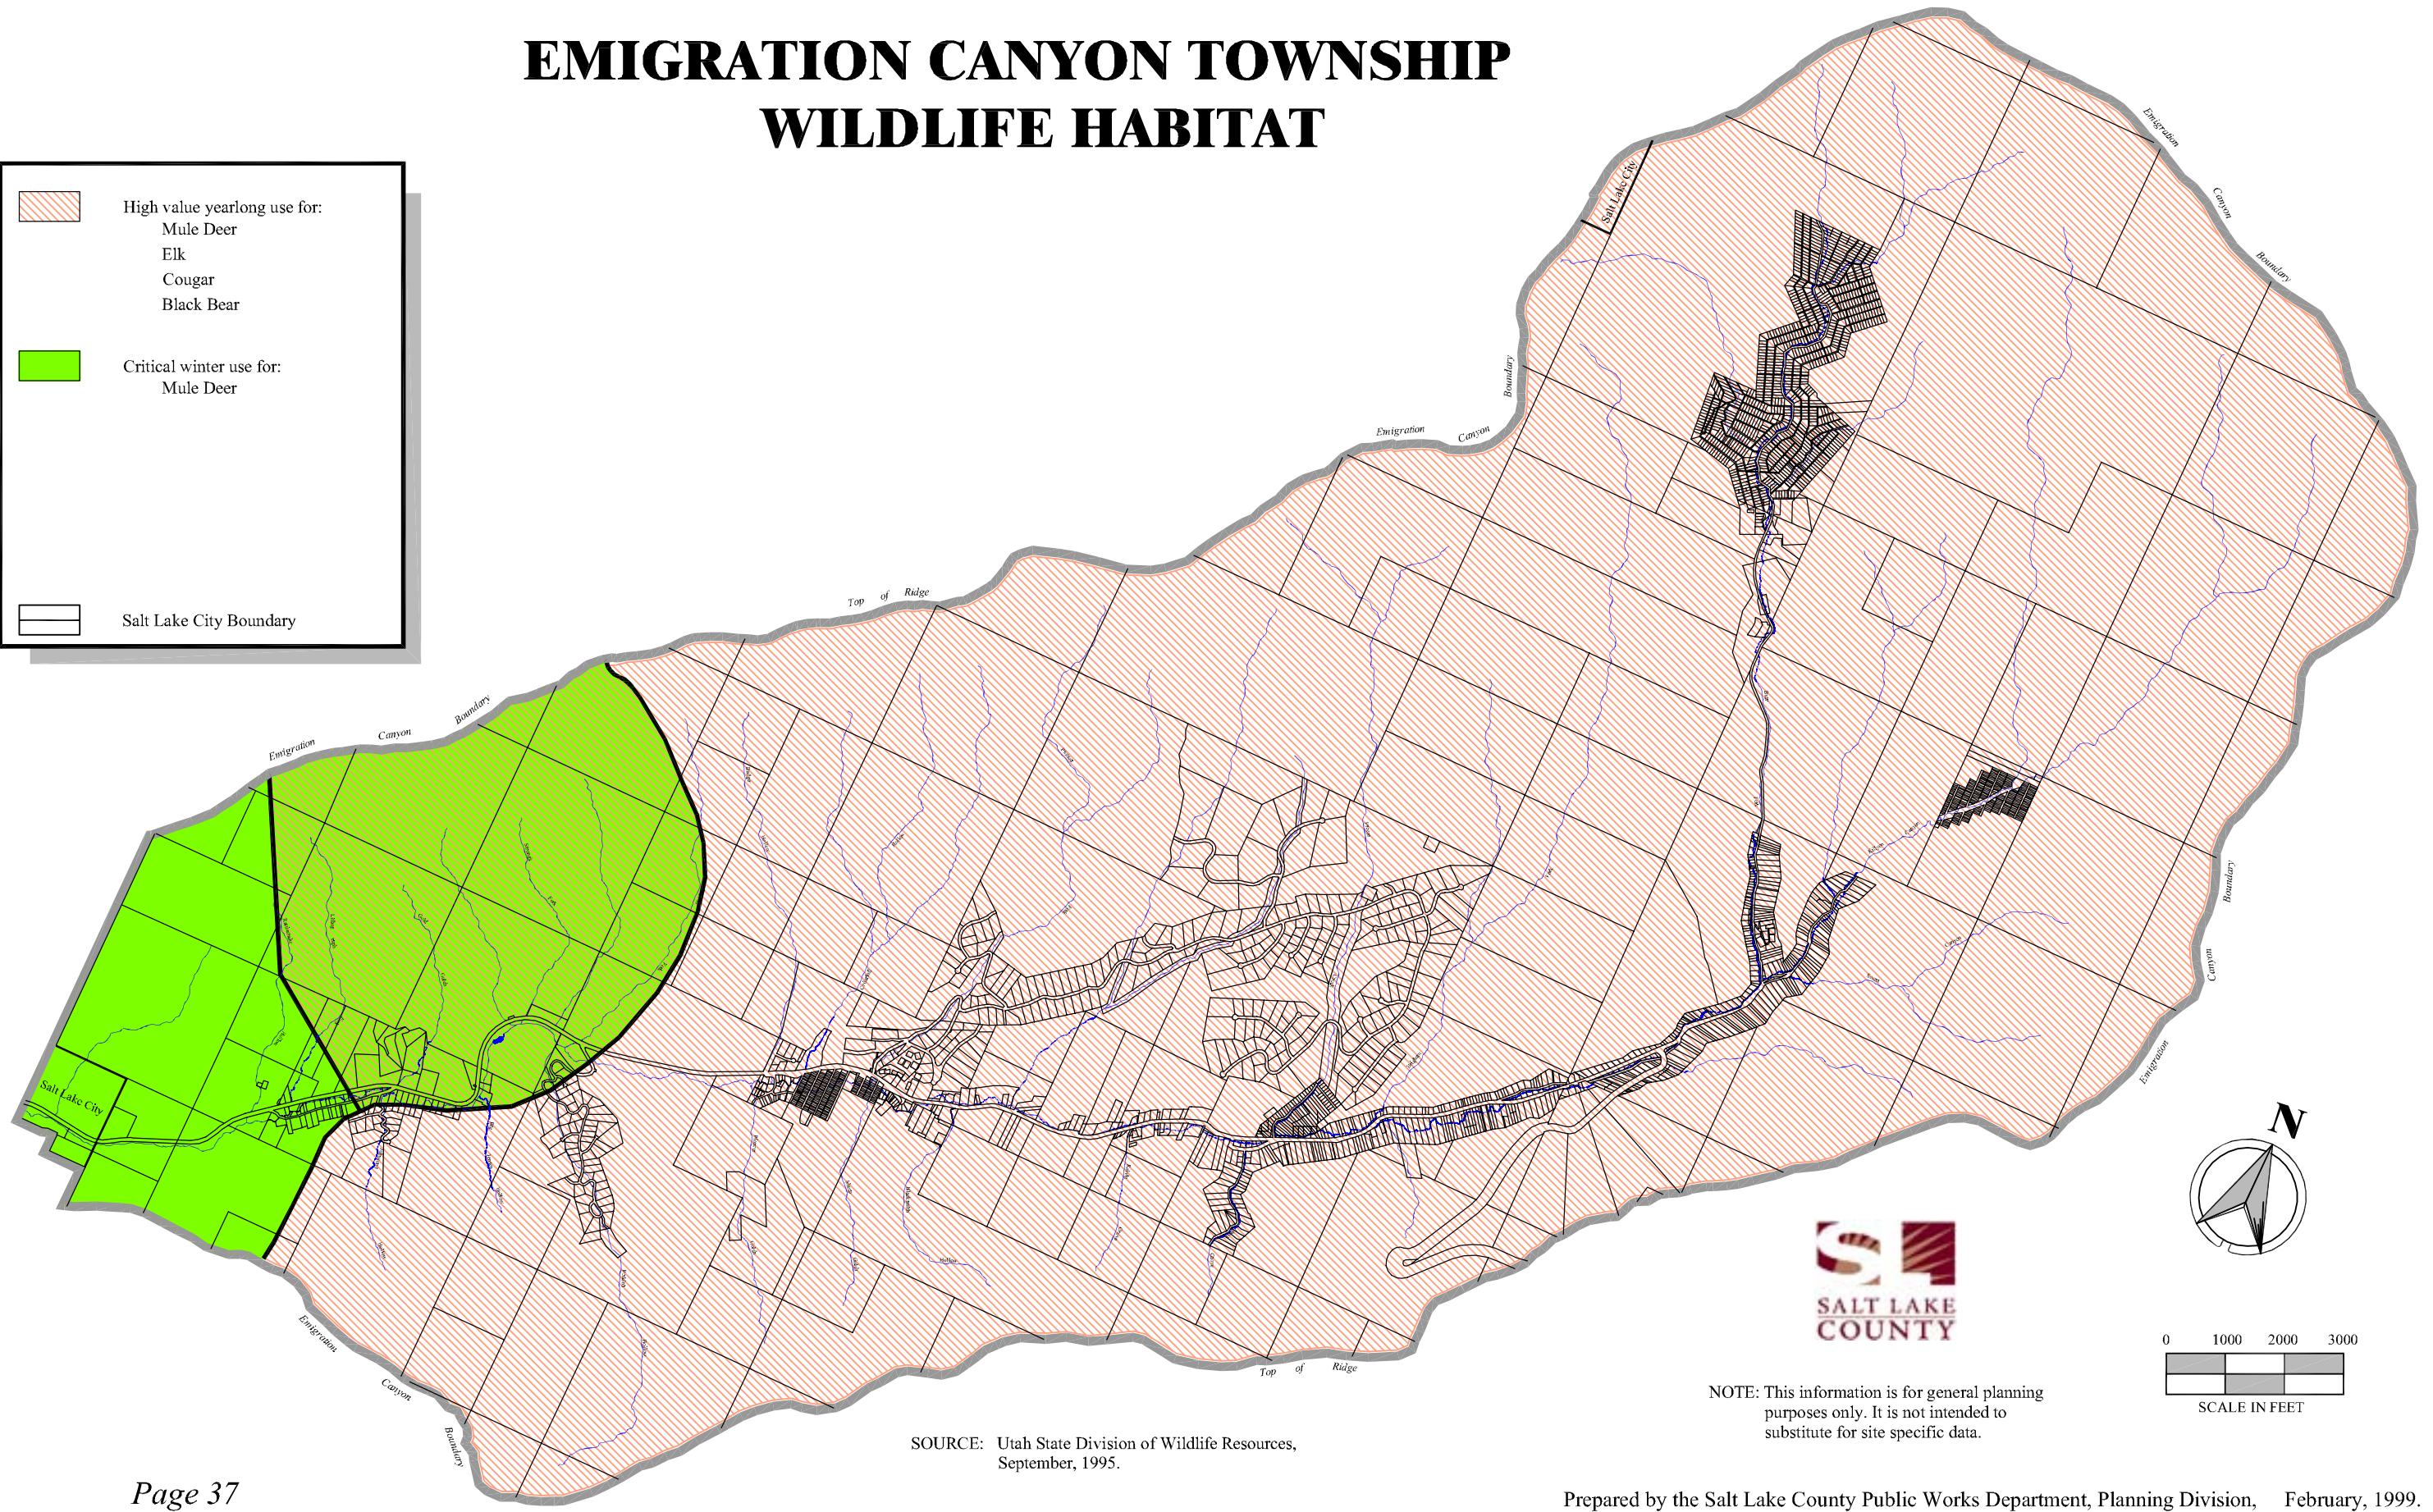 EMIGRATION CANYON TOWNSHIP
WILDLIFE HABITAT
High value yearlong use for:
Mule Deer
Elk
Cougar
Black Bear
Critical winter use for:
Mule Deer
Salt Lake City Boundary
Salt Lake City
Emigration
Canyon
Boundary
Boundary
Emigration
Canyon
Top of Ridge
Emigration
Canyon
Boundary
Salt Lake City
Boundary
Canyon
Emigration
Emigration
Canyon
Boundary
Top of Ridge
N
SALT LAKE
COUNTY
0 1000 2000 3000
SCALE IN FEET
NOTE: This information is for general planning
purposes only. It is not intended to
substitute for site specific data.
SOURCE: Utah State Division of Wildlife Resources,
September, 1995.
Page 37
Prepared by the Salt Lake County Public Works Department, Planning Division, February, 1999.